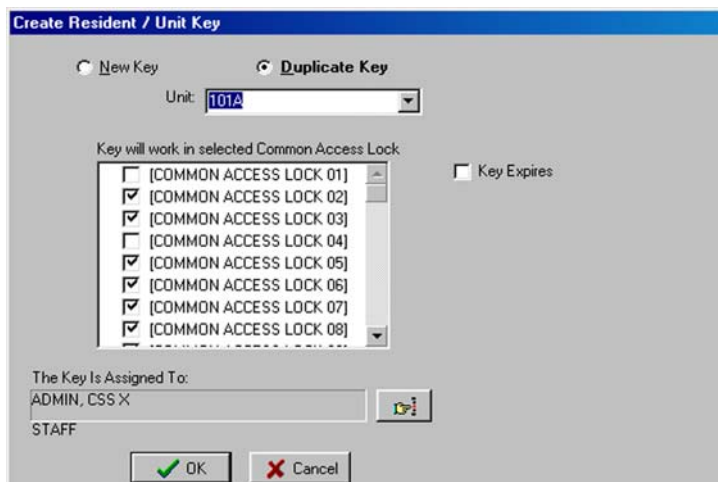 Create Resident / Unit Key
New Key
Duplicate Key
Unit:
101A
Key will work in selected Common Access Lock
[COMMON ACCESS LOCK 01]
Key Expires
[COMMON ACCESS LOCK 02]
[COMMON ACCESS LOCK 03]
[COMMON ACCESS LOCK 04]
[COMMON ACCESS LOCK 05]
[COMMON ACCESS LOCK 06]
[COMMON ACCESS LOCK 07]
[COMMON ACCESS LOCK 08]
The Key Is Assigned To:
ADMIN, CSS X
STAFF
OK
Cancel